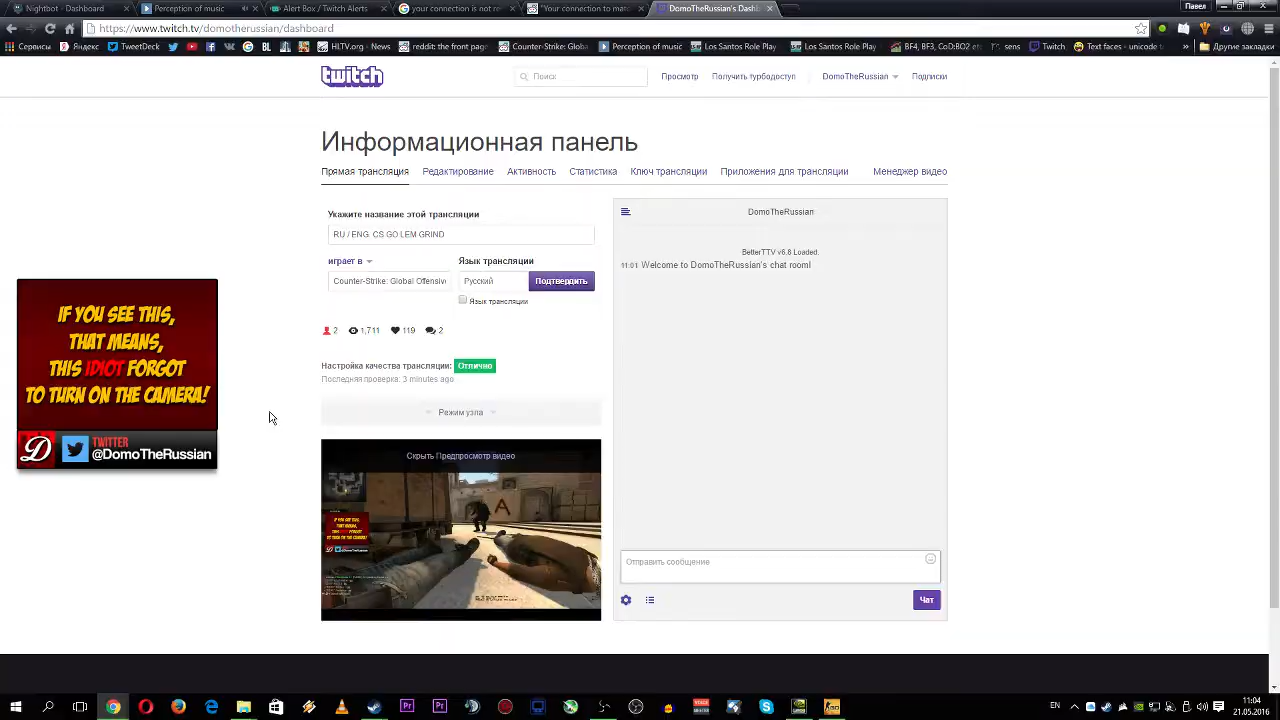 Nightbot - Dashboard
Perception of music
Alert Box / Twitch Alerts
your connection is not re
"Your connection to mat
DomoTheRussian's Dashb
Павел
https://www.twitch.tv/domotherussian/dashboard
Сервисы
Яндекс
TweetDeck
BL
HLTV.org - News
reddit the front page
Counter-Strike: Globa
Perception of music
Los Santos Role Play
Los Santos Role Play
BF4, BF3, CoD:BO2 e
sens
Twitch
Text faces - unicode t
Другие закладки
twitch
Поиск
Просмотр
Получить турбодоступ
DomoTheRussian
Подписки
Информационная панель
Прямая трансляция
Редактирование
Активность
Статистика
Ключ трансляции
Приложения для трансляции
Менеджер видео
Укажите название этой трансляции
RU / ENG. CS GO LEM GRIND
играет в
Язык трансляции
Counter-Strike: Global Offensive
Русский
Подтвердить
Язык трансляции
2
1,711
119
2
Настройка качества трансляции: Отлично
Последняя проверка: 3 minutes ago
Режим узла
Скрыть Предпросмотр видео
A
DomoTheRussian
BetterTTV v6.8 Loaded.
11:01 Welcome to DomoTheRussian's chat room!
Отправить сообщение
Чат
IF YOU SEE THIS,
THAT MEANS,
THIS IDIOT FORGOT
TO TURN ON THE CAMERA!
D
TWITTER
@DomoTheRussian
EN
11:04
21.05.2016